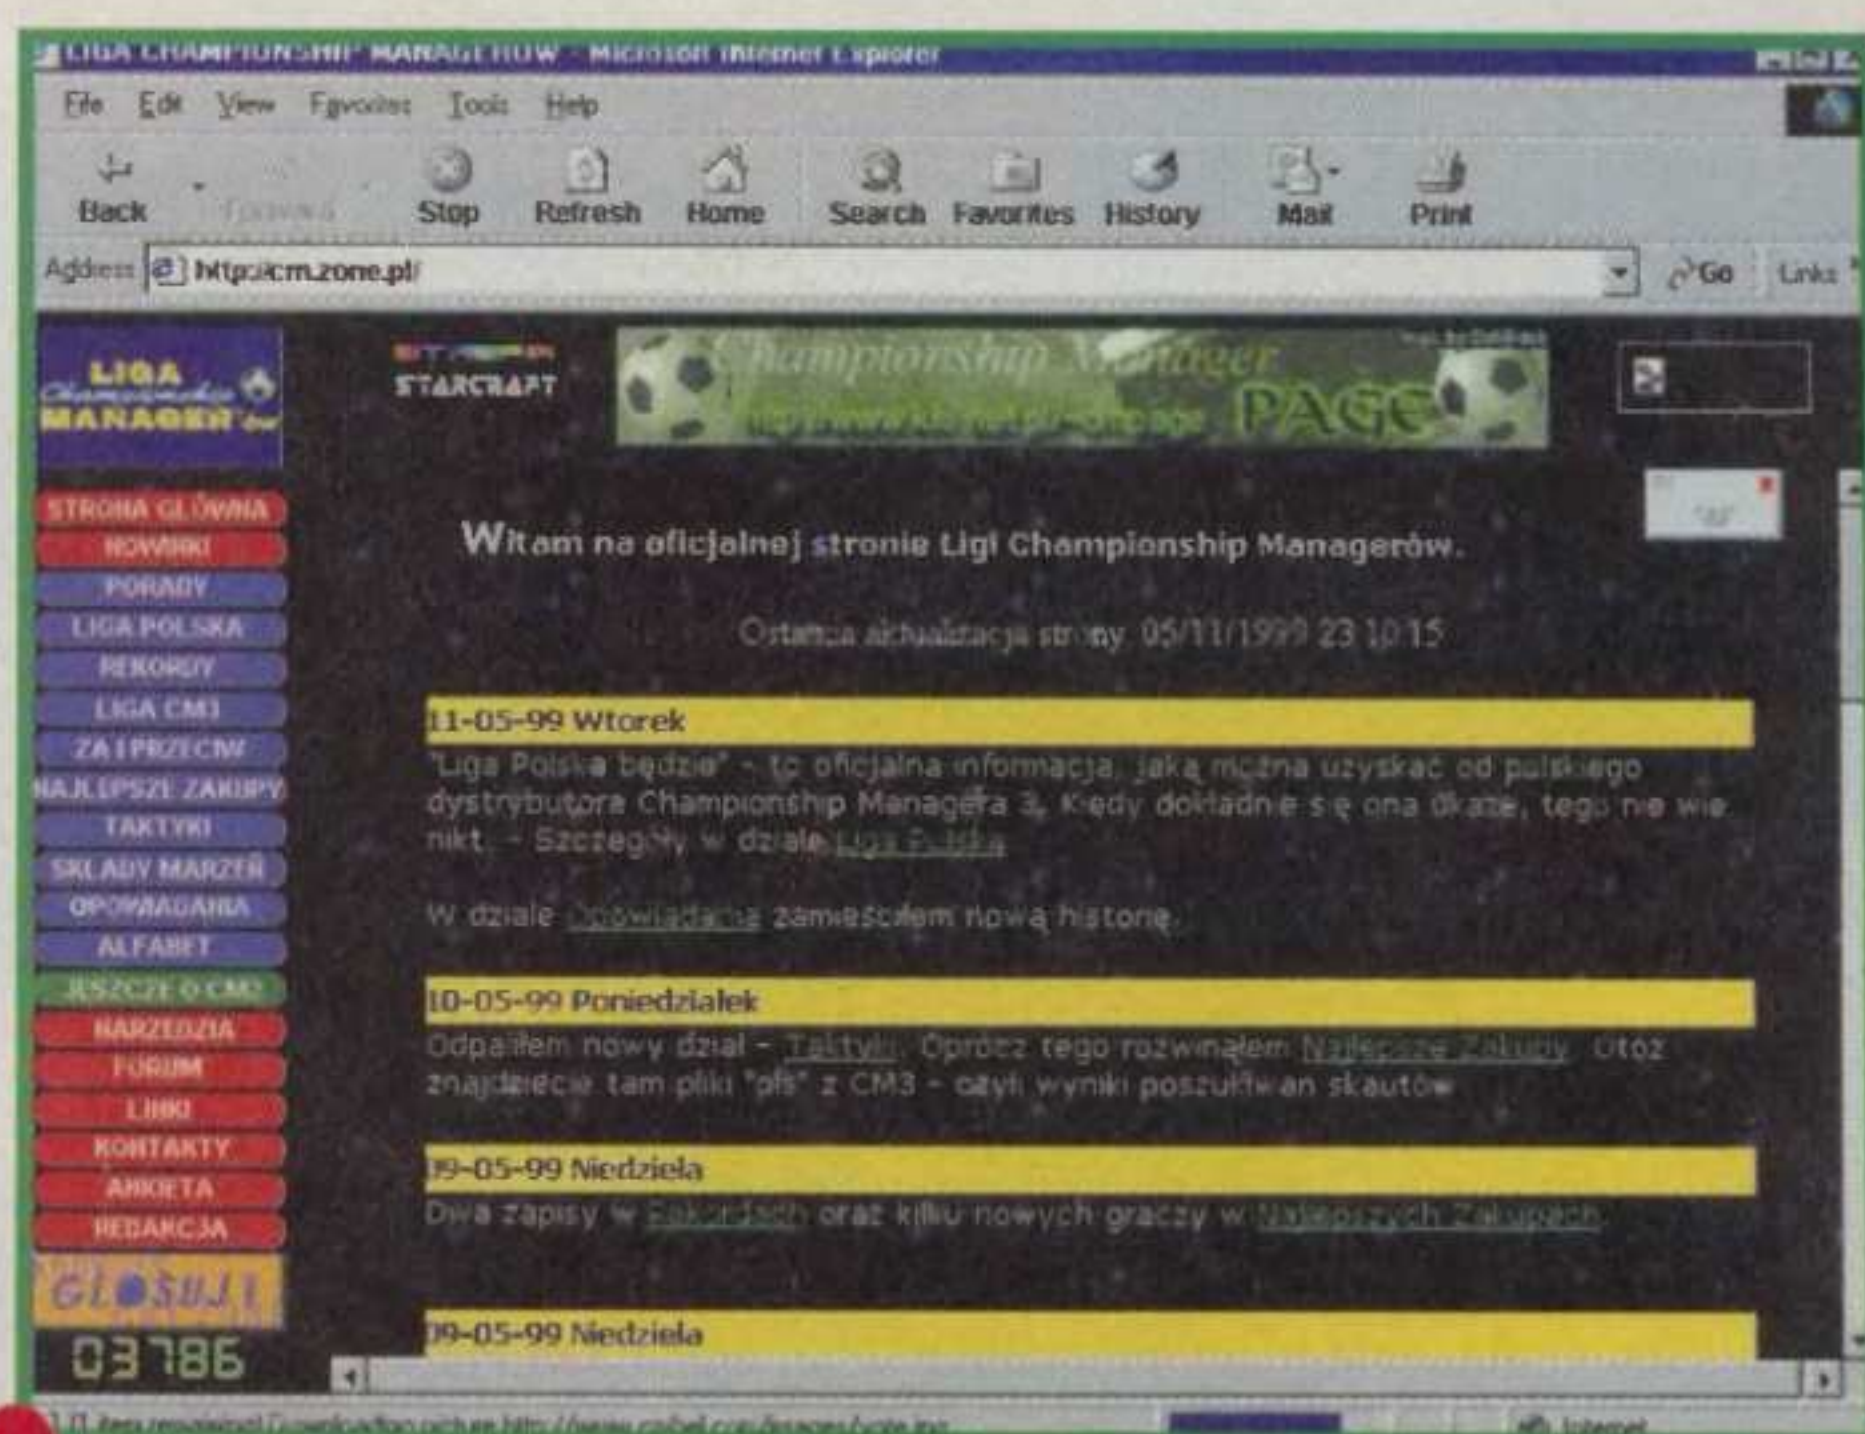 LIGA CHAMPIONSHIP MANAGERÓW - Microsoft Internet Explorer
File Edit View Favorites Tools Help
Back Forward Stop Refresh Home Search Favorites History Mail Print
Address http://cm.zone.pl/ Go Links
LIGA
Championship
MANAGER'ów
STARCRAFT
Championship Manager
PAGE
STRONA GŁÓWNA
NOWINKI
PORADY
LIGA POLSKA
REKORDY
LIGA CM3
ZA I PRZECIW
NAJLEPSZE ZAKUPY
TAKTYKI
SKŁADY MARZEŃ
OPOWIADANIA
ALFABET
JESZCZE O CM3
NARZĘDZIA
FORUM
LINKI
KONTAKTY
ANKIETA
REDAKCJA
GŁOSUJ!
03786
Witam na oficjalnej stronie Ligi Championship Managerów.
Ostatnia aktualizacja strony 05/11/1999 23:10:15
11-05-99 Wtorek
"Liga Polska będzie" - to oficjalna informacja, jaką można uzyskać od polskiego
dystrybutora Championship Managera 3. Kiedy dokładnie się ona ukaże, tego nie wie
nikt. - Szczegóły w dziale Liga Polska
W dziale Opowiadania zamieściłem nową historię.
10-05-99 Poniedziałek
Odpaliłem nowy dział - Taktyki. Oprócz tego rozwinąłem Najlepsze Zakupy. Otóż
znajdziecie tam pliki "pls" z CM3 - czyli wyniki poszukiwań skautów
09-05-99 Niedziela
Dwa zapisy w Rekordach oraz kilku nowych graczy w Najlepszych Zakupach.
09-05-99 Niedziela
Internet